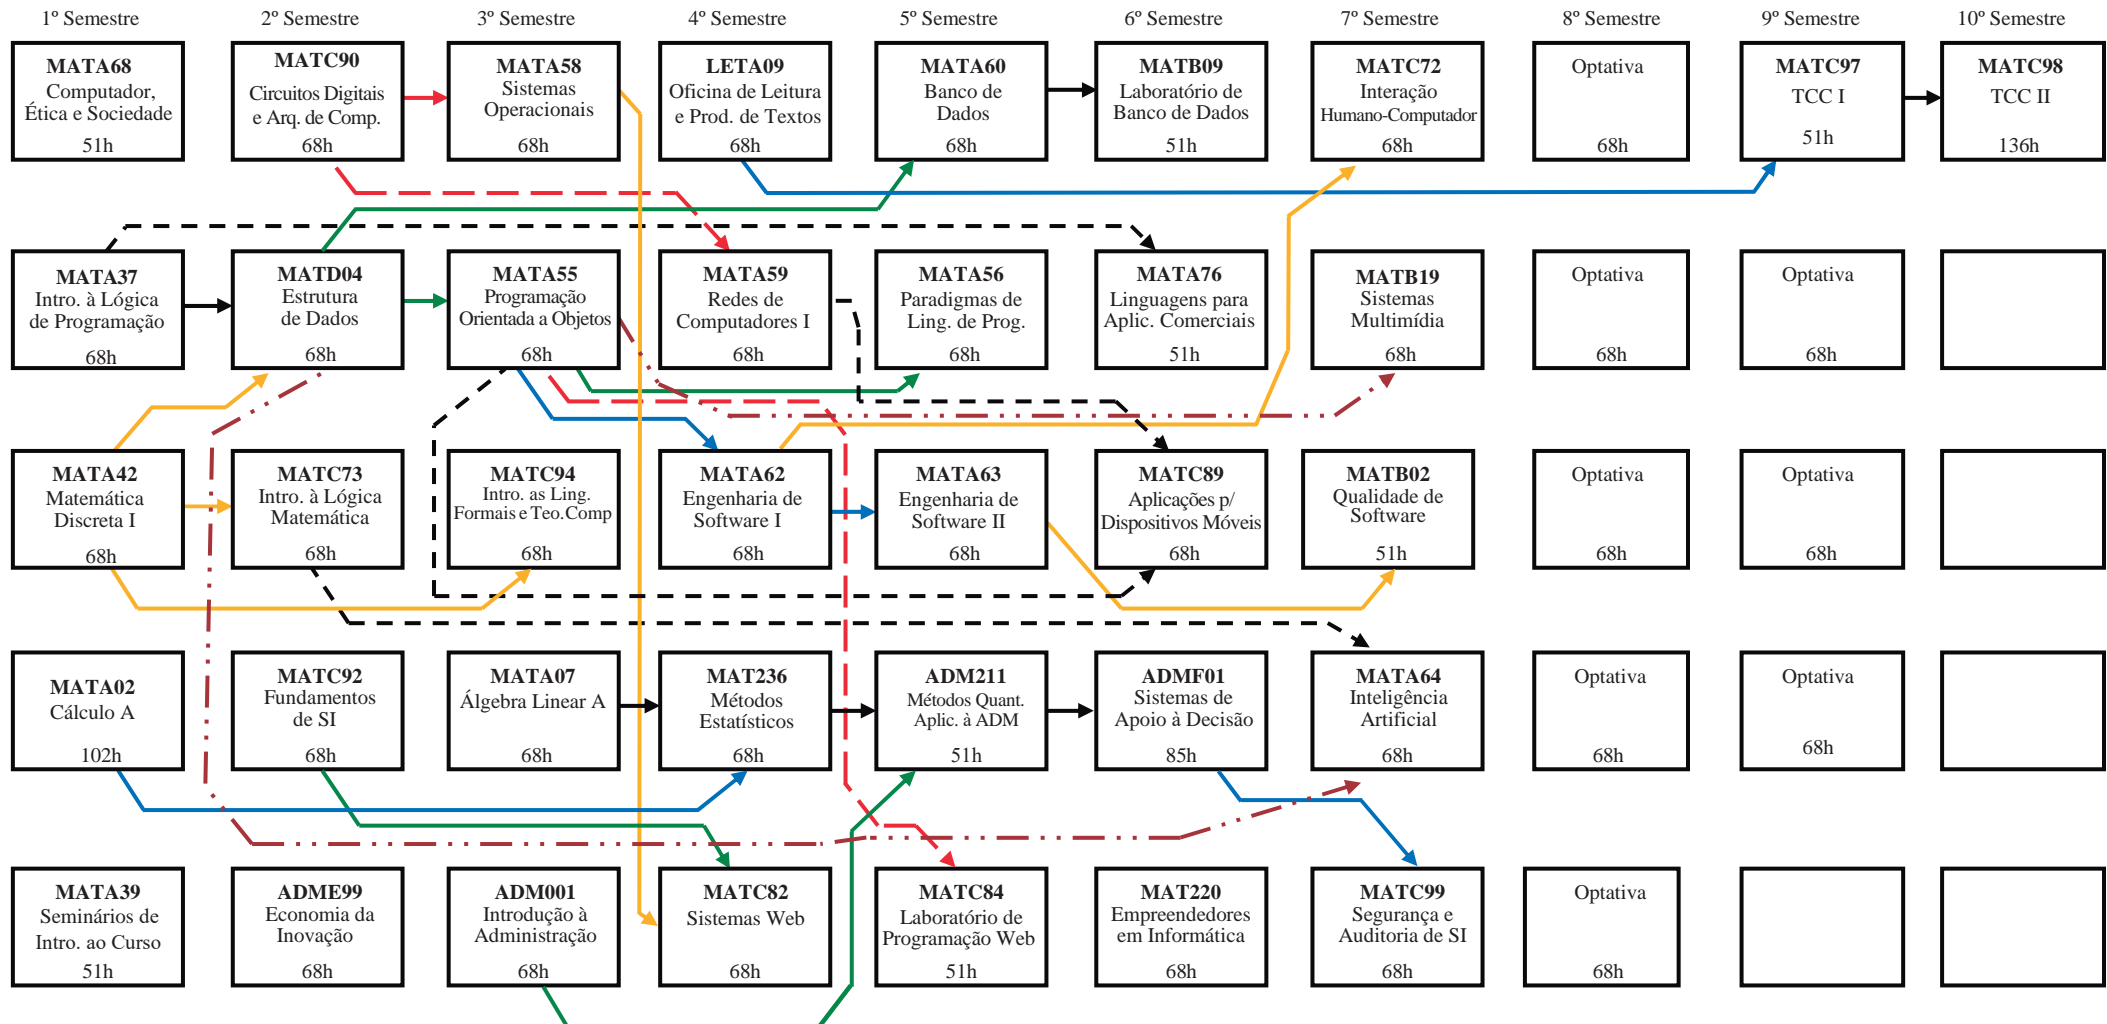 1º Semestre
2º Semestre
3º Semestre
4º Semestre
5º Semestre
6º Semestre
7º Semestre
8º Semestre
9º Semestre
10º Semestre
MATA68
Computador,
Ética e Sociedade
51h
MATC90
Circuitos Digitais
e Arq. de Comp.
68h
MATA58
Sistemas
Operacionais
68h
LETA09
Oficina de Leitura
e Prod. de Textos
68h
MATA60
Banco de
Dados
68h
MATB09
Laboratório de
Banco de Dados
51h
MATC72
Interação
Humano-Computador
68h
Optativa
68h
MATC97
TCC I
51h
MATC98
TCC II
136h
MATA37
Intro. à Lógica
de Programação
68h
MATD04
Estrutura
de Dados
68h
MATA55
Programação
Orientada a Objetos
68h
MATA59
Redes de
Computadores I
68h
MATA56
Paradigmas de
Ling. de Prog.
68h
MATA76
Linguagens para
Aplic. Comerciais
51h
MATB19
Sistemas
Multimídia
68h
Optativa
68h
Optativa
68h
MATA42
Matemática
Discreta I
68h
MATC73
Intro. à Lógica
Matemática
68h
MATC94
Intro. as Ling.
Formais e Teo.Comp
68h
MATA62
Engenharia de
Software I
68h
MATA63
Engenharia de
Software II
68h
MATC89
Aplicações p/
Dispositivos Móveis
68h
MATB02
Qualidade de
Software
51h
Optativa
68h
Optativa
68h
MATA02
Cálculo A
102h
MATC92
Fundamentos
de SI
68h
MATA07
Álgebra Linear A
68h
MAT236
Métodos
Estatísticos
68h
ADM211
Métodos Quant.
Aplic. à ADM
51h
ADMF01
Sistemas de
Apoio à Decisão
85h
MATA64
Inteligência
Artificial
68h
Optativa
68h
Optativa
68h
MATA39
Seminários de
Intro. ao Curso
51h
ADME99
Economia da
Inovação
68h
ADM001
Introdução à
Administração
68h
MATC82
Sistemas Web
68h
MATC84
Laboratório de
Programação Web
51h
MAT220
Empreendedores
em Informática
68h
MATC99
Segurança e
Auditoria de SI
68h
Optativa
68h